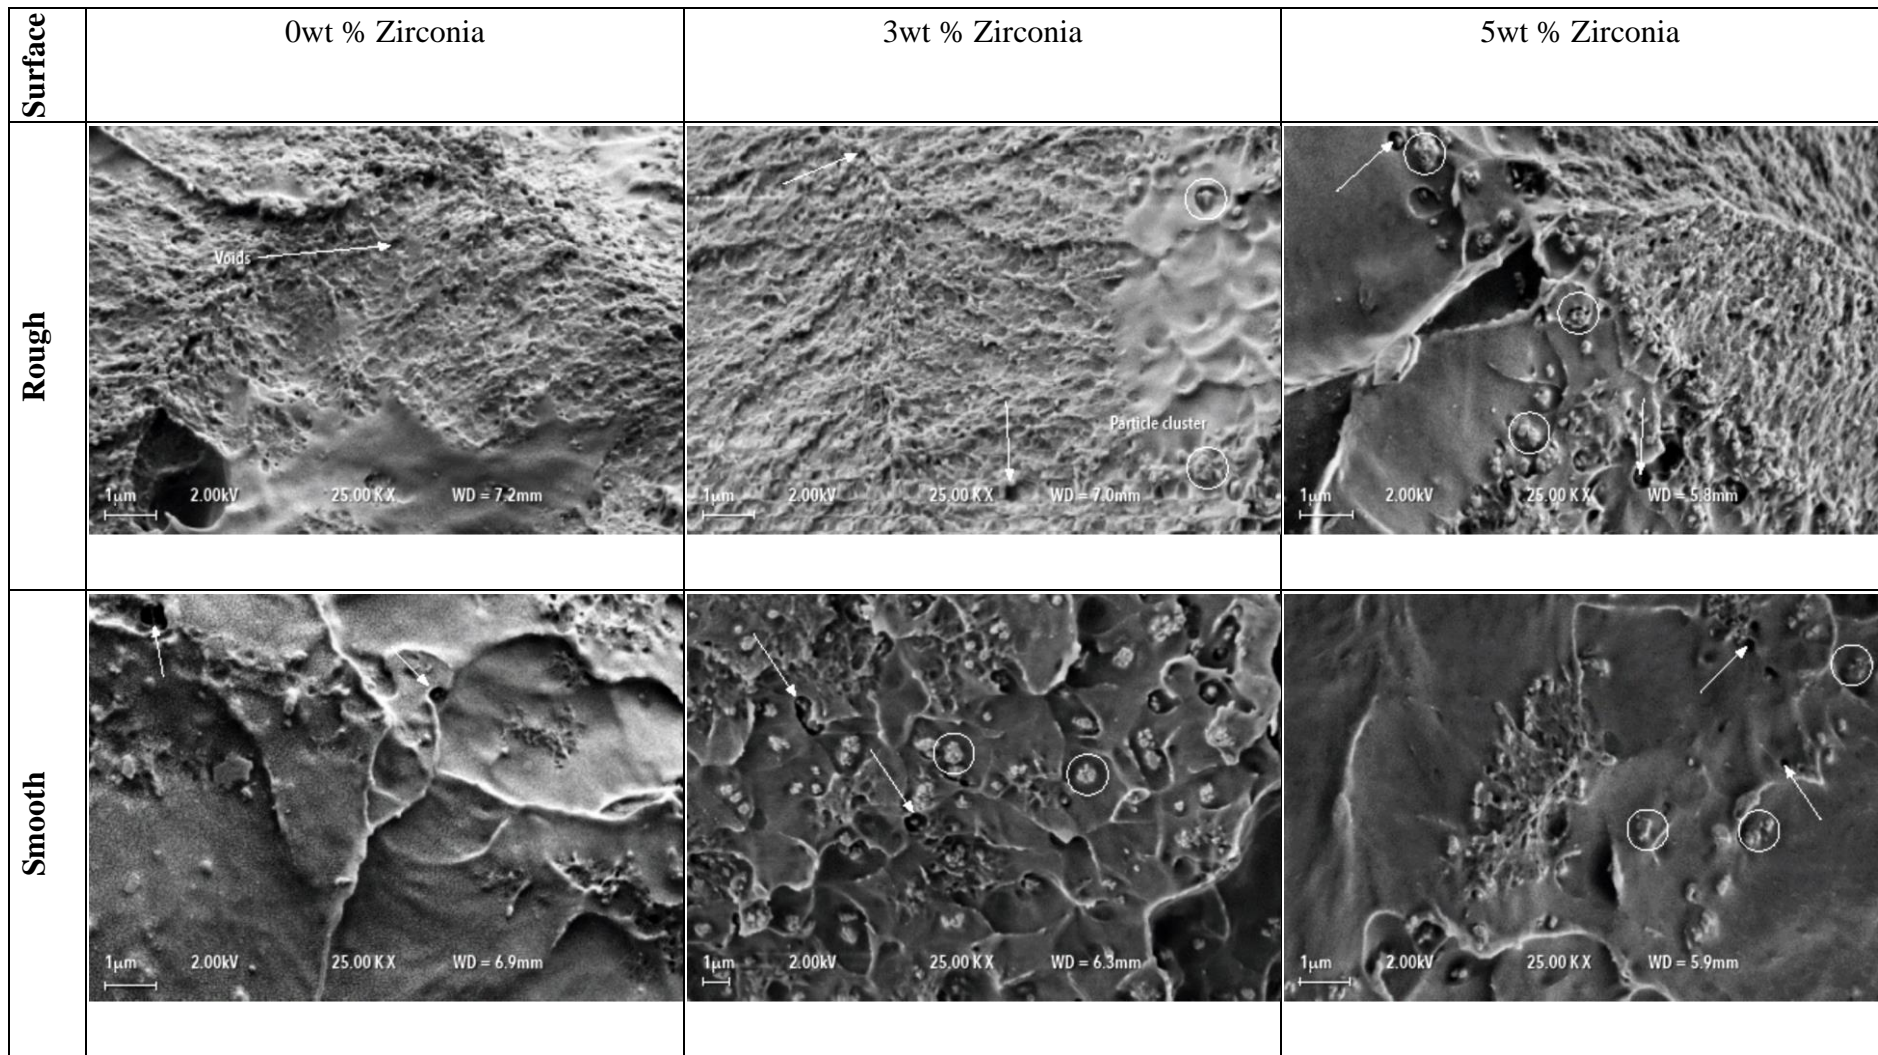 Surface
0wt % Zirconia
3wt % Zirconia
5wt % Zirconia
Rough
Voids
1µm 2.00kV 25.00 K X WD = 7.2mm
Particle cluster
1µm 2.00kV 25.00 K X WD = 7.0mm
1µm 2.00kV 25.00 K X WD = 5.8mm
Smooth
1µm 2.00kV 25.00 K X WD = 6.9mm
1µm 2.00kV 25.00 K X WD = 6.3mm
1µm 2.00kV 25.00 K X WD = 5.9mm